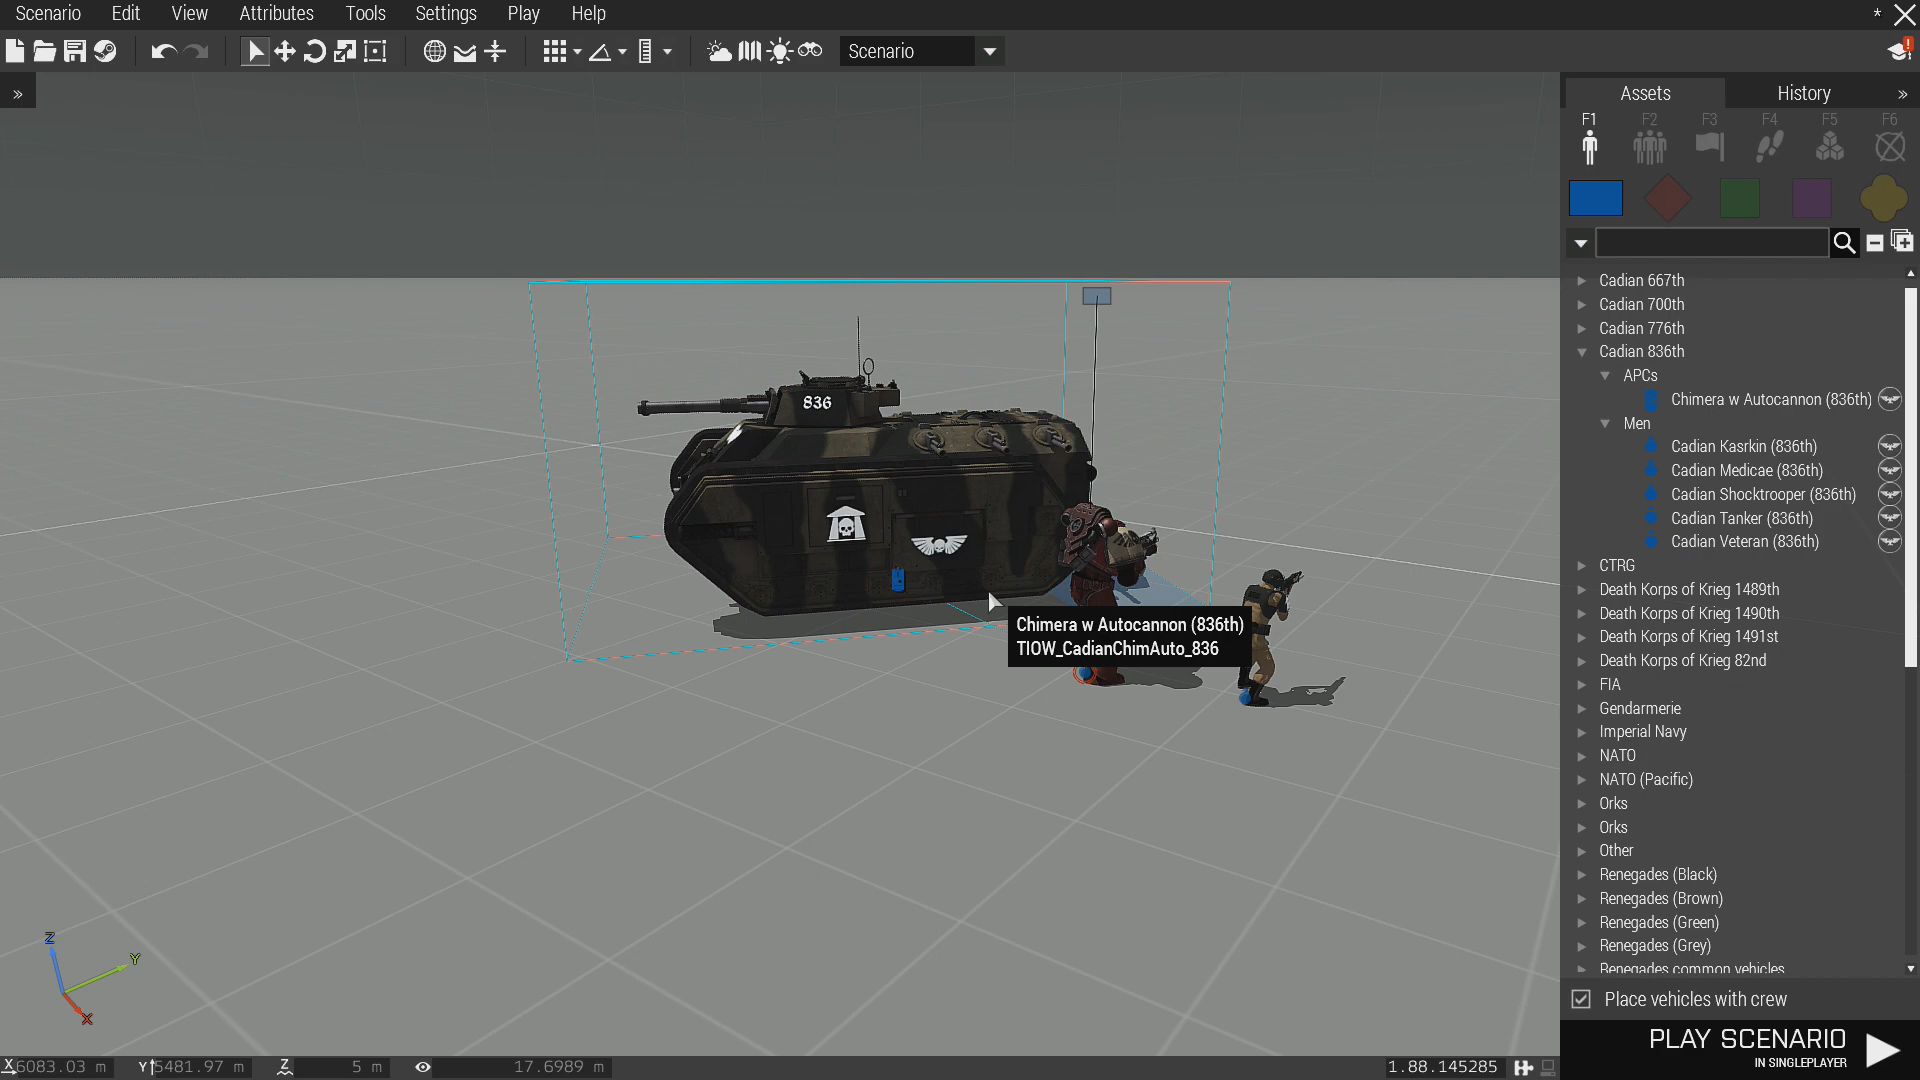 Scenario Edit View Attributes Tools Settings Play Help *
Scenario
Assets History
F1 F2 F3 F4 F5 F6
Cadian 667th
Cadian 700th
Cadian 776th
Cadian 836th
APCs
Chimera w Autocannon (836th)
Men
Cadian Kasrkin (836th)
Cadian Medicae (836th)
Cadian Shocktrooper (836th)
Cadian Tanker (836th)
Cadian Veteran (836th)
CTRG
Death Korps of Krieg 1489th
Death Korps of Krieg 1490th
Death Korps of Krieg 1491st
Death Korps of Krieg 82nd
FIA
Gendarmerie
Imperial Navy
NATO
NATO (Pacific)
Orks
Orks
Other
Renegades (Black)
Renegades (Brown)
Renegades (Green)
Renegades (Grey)
Renegades common vehicles
Place vehicles with crew
PLAY SCENARIO
IN SINGLEPLAYER
836
Chimera w Autocannon (836th)
TIOW_CadianChimAuto_836
Z
Y
X
X 6083.03 m Y 5481.97 m Z 5 m 17.6989 m 1.88.145285